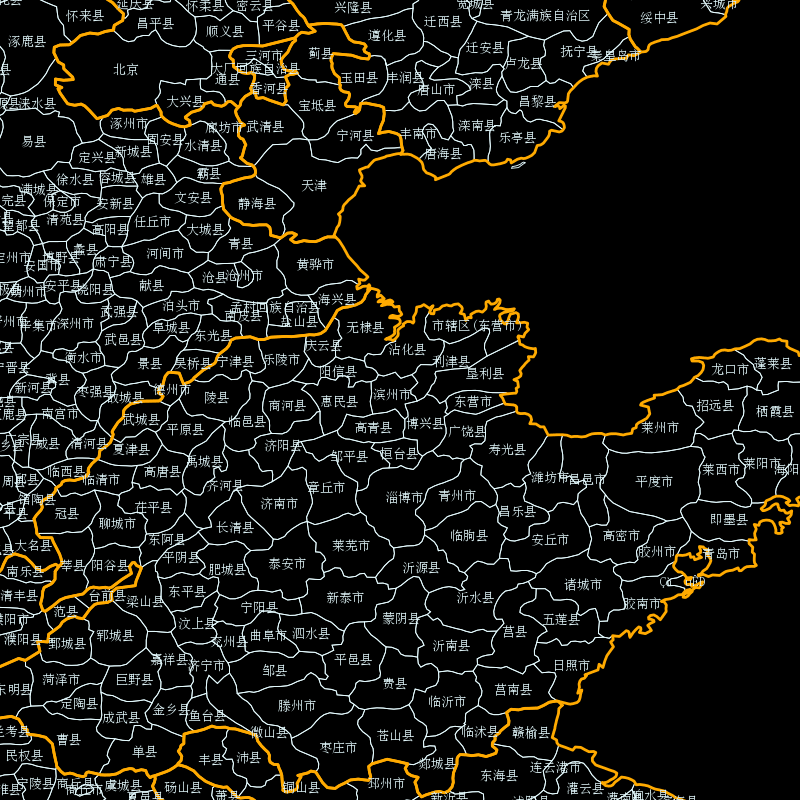 怀来县
延庆县
昌平县
怀柔县
密云县
平谷县
兴隆县
迁西县
宽城县
青龙满族自治区
绥中县
兴城市
涿鹿县
顺义县
遵化县
迁安县
抚宁县
秦皇岛市
蓟县
三河市
卢龙县
北京
大厂回族自治县
通县
香河县
玉田县
丰润县
唐山市
滦县
昌黎县
涞水县
大兴县
宝坻县
涿州市
廊坊市
武清县
宁河县
丰南市
滦南县
乐亭县
易县
固安县
永清县
唐海县
定兴县
新城县
霸县
天津
满城县
徐水县
容城县
雄县
完县
保定市
安新县
文安县
静海县
望都县
清苑县
高阳县
任丘市
大城县
青县
定州市
博野县
蠡县
河间市
安国市
肃宁县
沧县
沧州市
黄骅市
安平县
饶阳县
献县
海兴县
武强县
泊头市
孟村回族自治县
南皮县
盐山县
辛集市
深州市
阜城县
东光县
无棣县
市辖区(东营市)
武邑县
庆云县
沾化县
利津县
衡水市
景县
吴桥县
宁津县
乐陵市
阳信县
垦利县
龙口市
蓬莱县
新河县
冀县
枣强县
故城县
德州市
陵县
商河县
惠民县
滨州市
东营市
招远县
栖霞县
南宫市
武城县
临邑县
平原县
高青县
博兴县
广饶县
莱州市
威县
清河县
夏津县
济阳县
邹平县
桓台县
寿光县
临西县
临清市
高唐县
禹城县
齐河县
章丘市
淄博市
青州市
潍坊市
昌邑市
平度市
莱西市
莱阳市
海阳
馆陶县
冠县
茌平县
济南市
昌乐县
即墨县
聊城市
长清县
临朐县
安丘市
高密市
大名县
东阿县
莱芜市
胶州市
青岛市
莘县
阳谷县
平阴县
肥城县
泰安市
沂源县
诸城市
南乐县
清丰县
台前县
梁山县
东平县
宁阳县
新泰市
沂水县
胶南市
范县
汶上县
蒙阴县
五莲县
濮阳县
鄄城县
郓城县
兖州县
曲阜市
泗水县
沂南县
莒县
嘉祥县
济宁市
平邑县
日照市
东明县
菏泽市
巨野县
邹县
费县
莒南县
定陶县
成武县
金乡县
鱼台县
滕州市
临沂市
兰考县
曹县
微山县
苍山县
临沭县
赣榆县
民权县
单县
丰县
沛县
枣庄市
郯城县
东海县
连云港市
宁陵县
商丘县
虞城县
砀山县
铜山县
邳州市
灌云县
萧县
新沂市
响水县